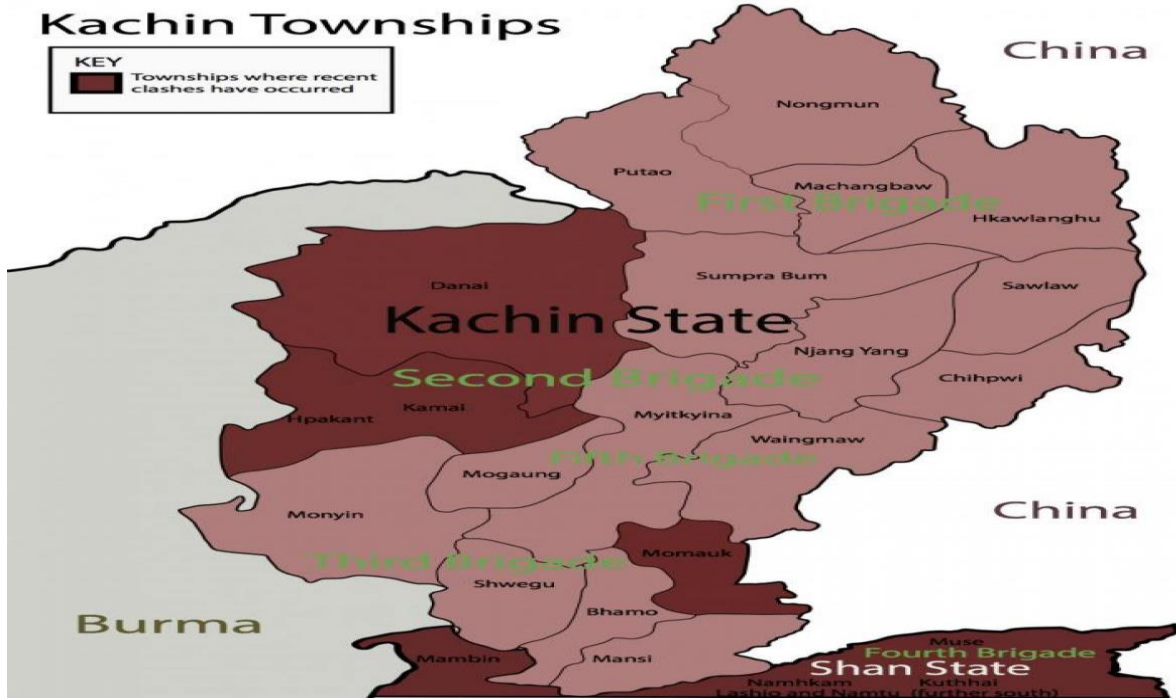 Kachin Townships
KEY
Townships where recent
clashes have occurred
China
Nongmun
Putao
Machangbaw
First Brigade
Hkawlanghu
Sumpra Bum
Sawlaw
Danai
Kachin State
Njang Yang
Second Brigade
Chihpwi
Kamai
Hpakant
Myitkyina
Waingmaw
Fifth Brigade
Mogaung
Monyin
China
Momauk
Third Brigade
Shwegu
Bhamo
Burma
Mambin
Mansi
Muse
Fourth Brigade
Shan State
Namhkam Kuthhai
Lashio and Namtu (further south)